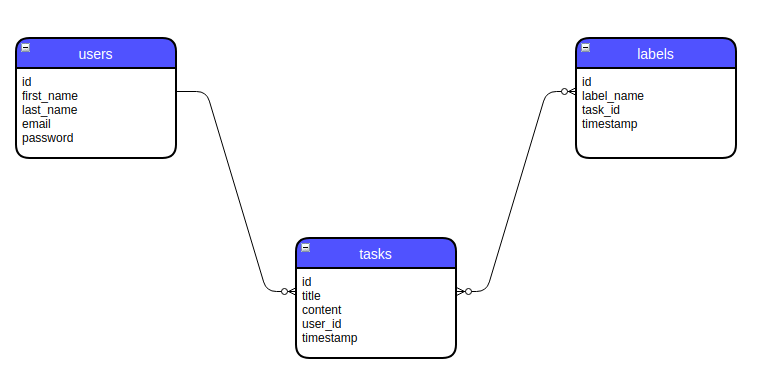 users
id
first_name
last_name
email
password
labels
id
label_name
task_id
timestamp
tasks
id
title
content
user_id
timestamp